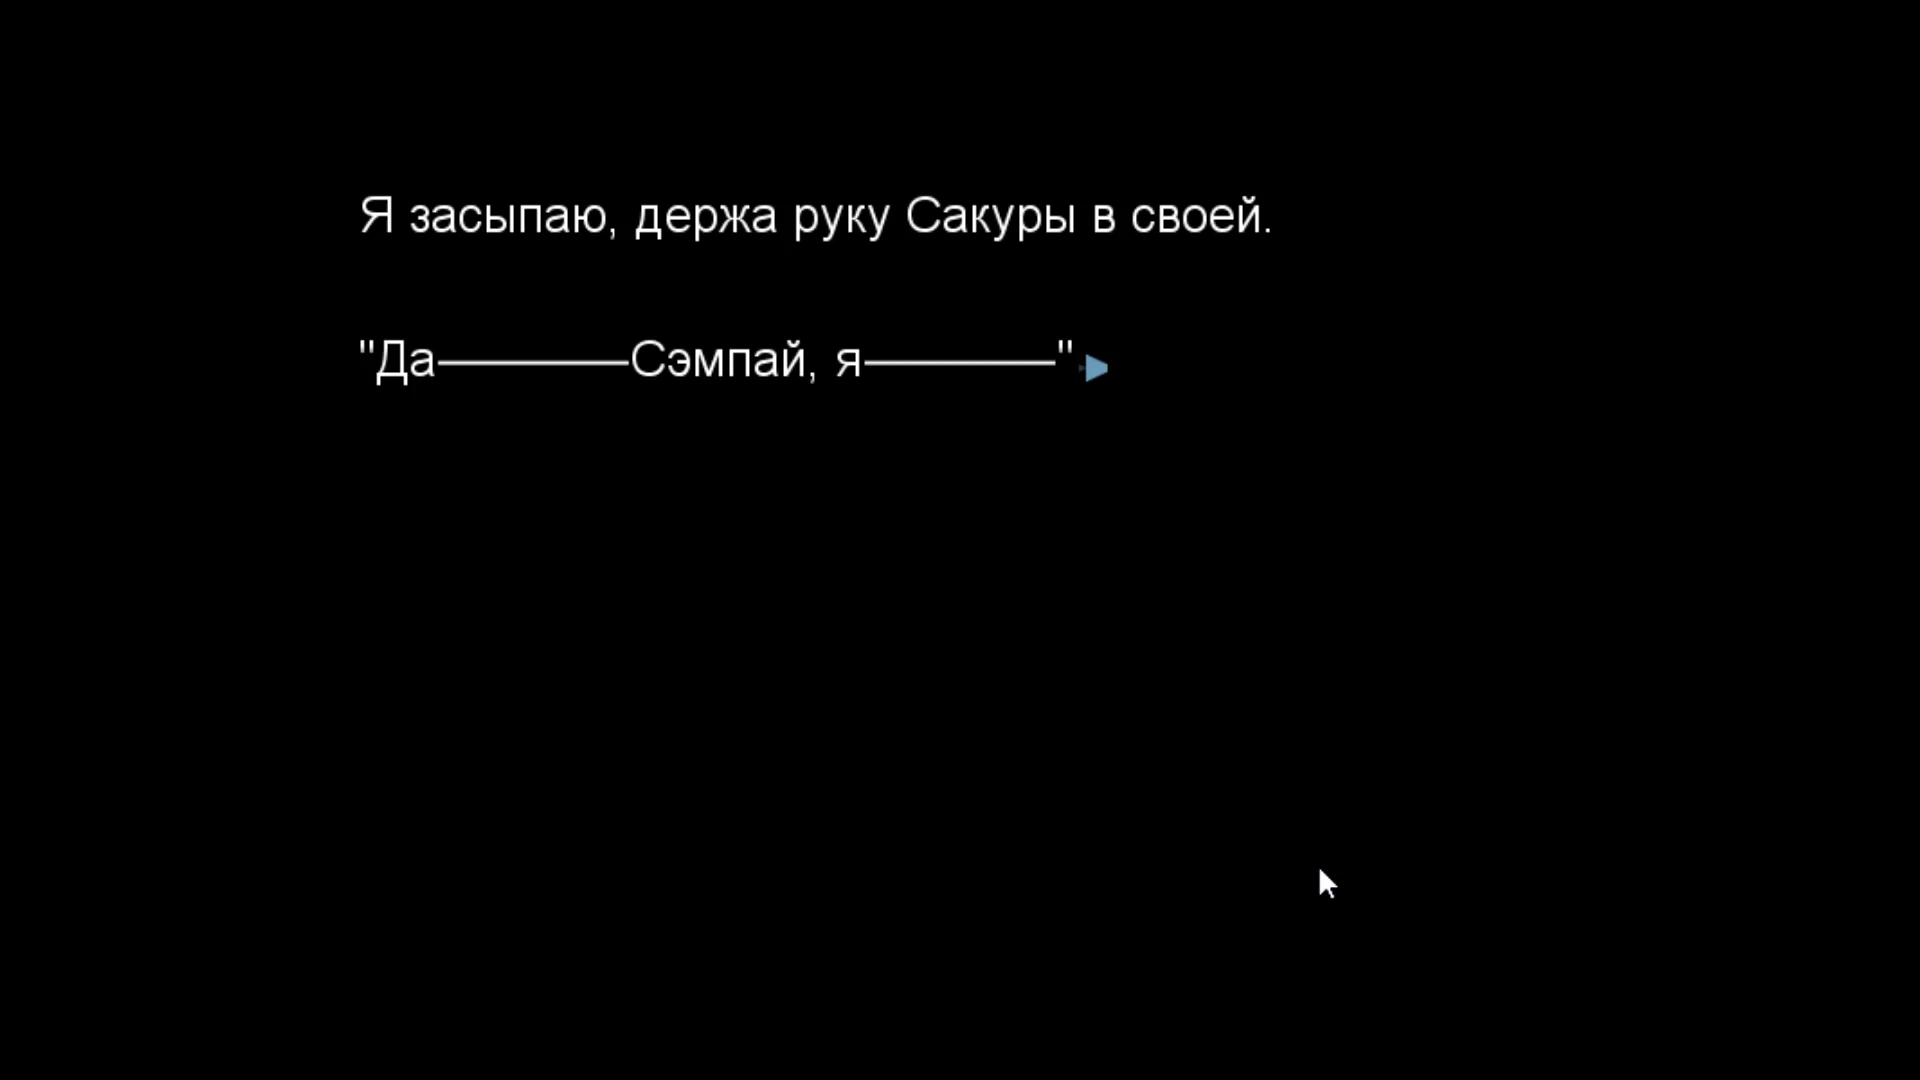 Я засыпаю, держа руку Сакуры в своей.
"Да————Сэмпай, я————"